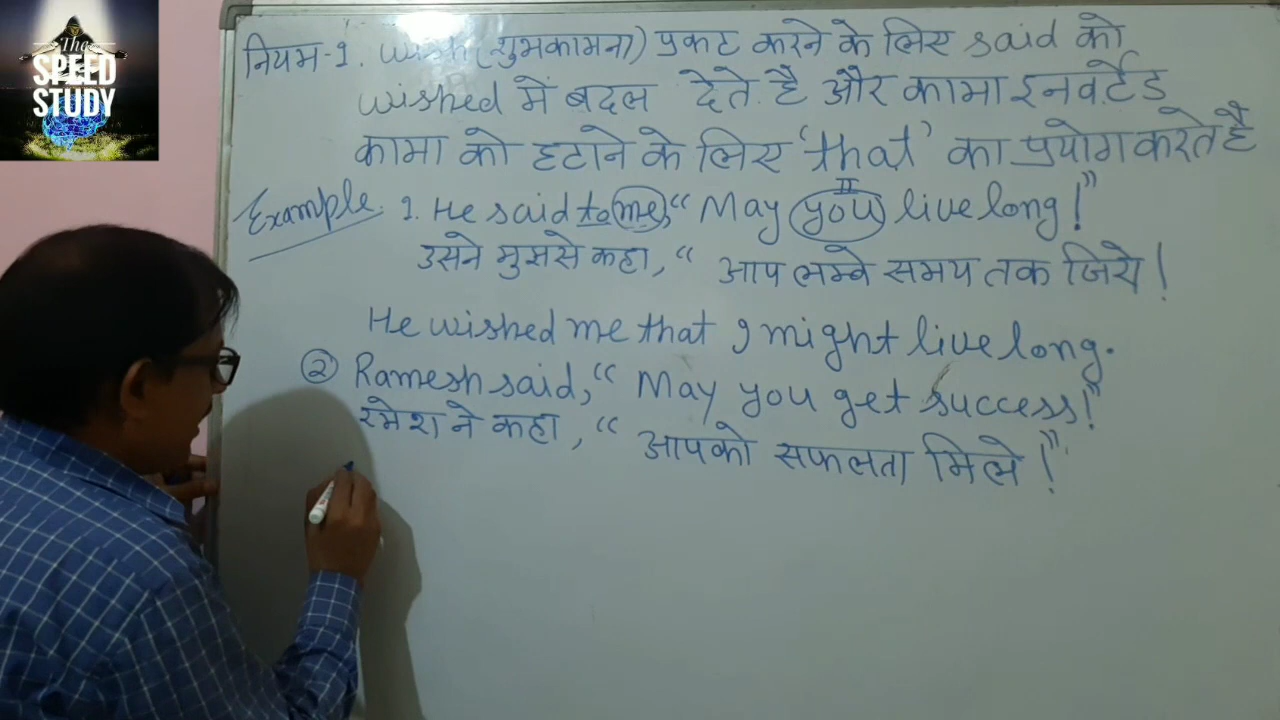 The
SPEED
STUDY
नियम-1. wish (शुभकामना) प्रकट करने के लिए said को
wished में बदल देते है और कामा इनवर्टेड
कामा को हटाने के लिए 'that' का प्रयोग करते है
Example. 1. He said to me, "May you live long!"
II
उसने मुझसे कहा, "आप लम्बे समय तक जिये!
He wished me that I might live long.
② Ramesh said, "May you get success!"
रमेश ने कहा, "आपको सफलता मिले!"